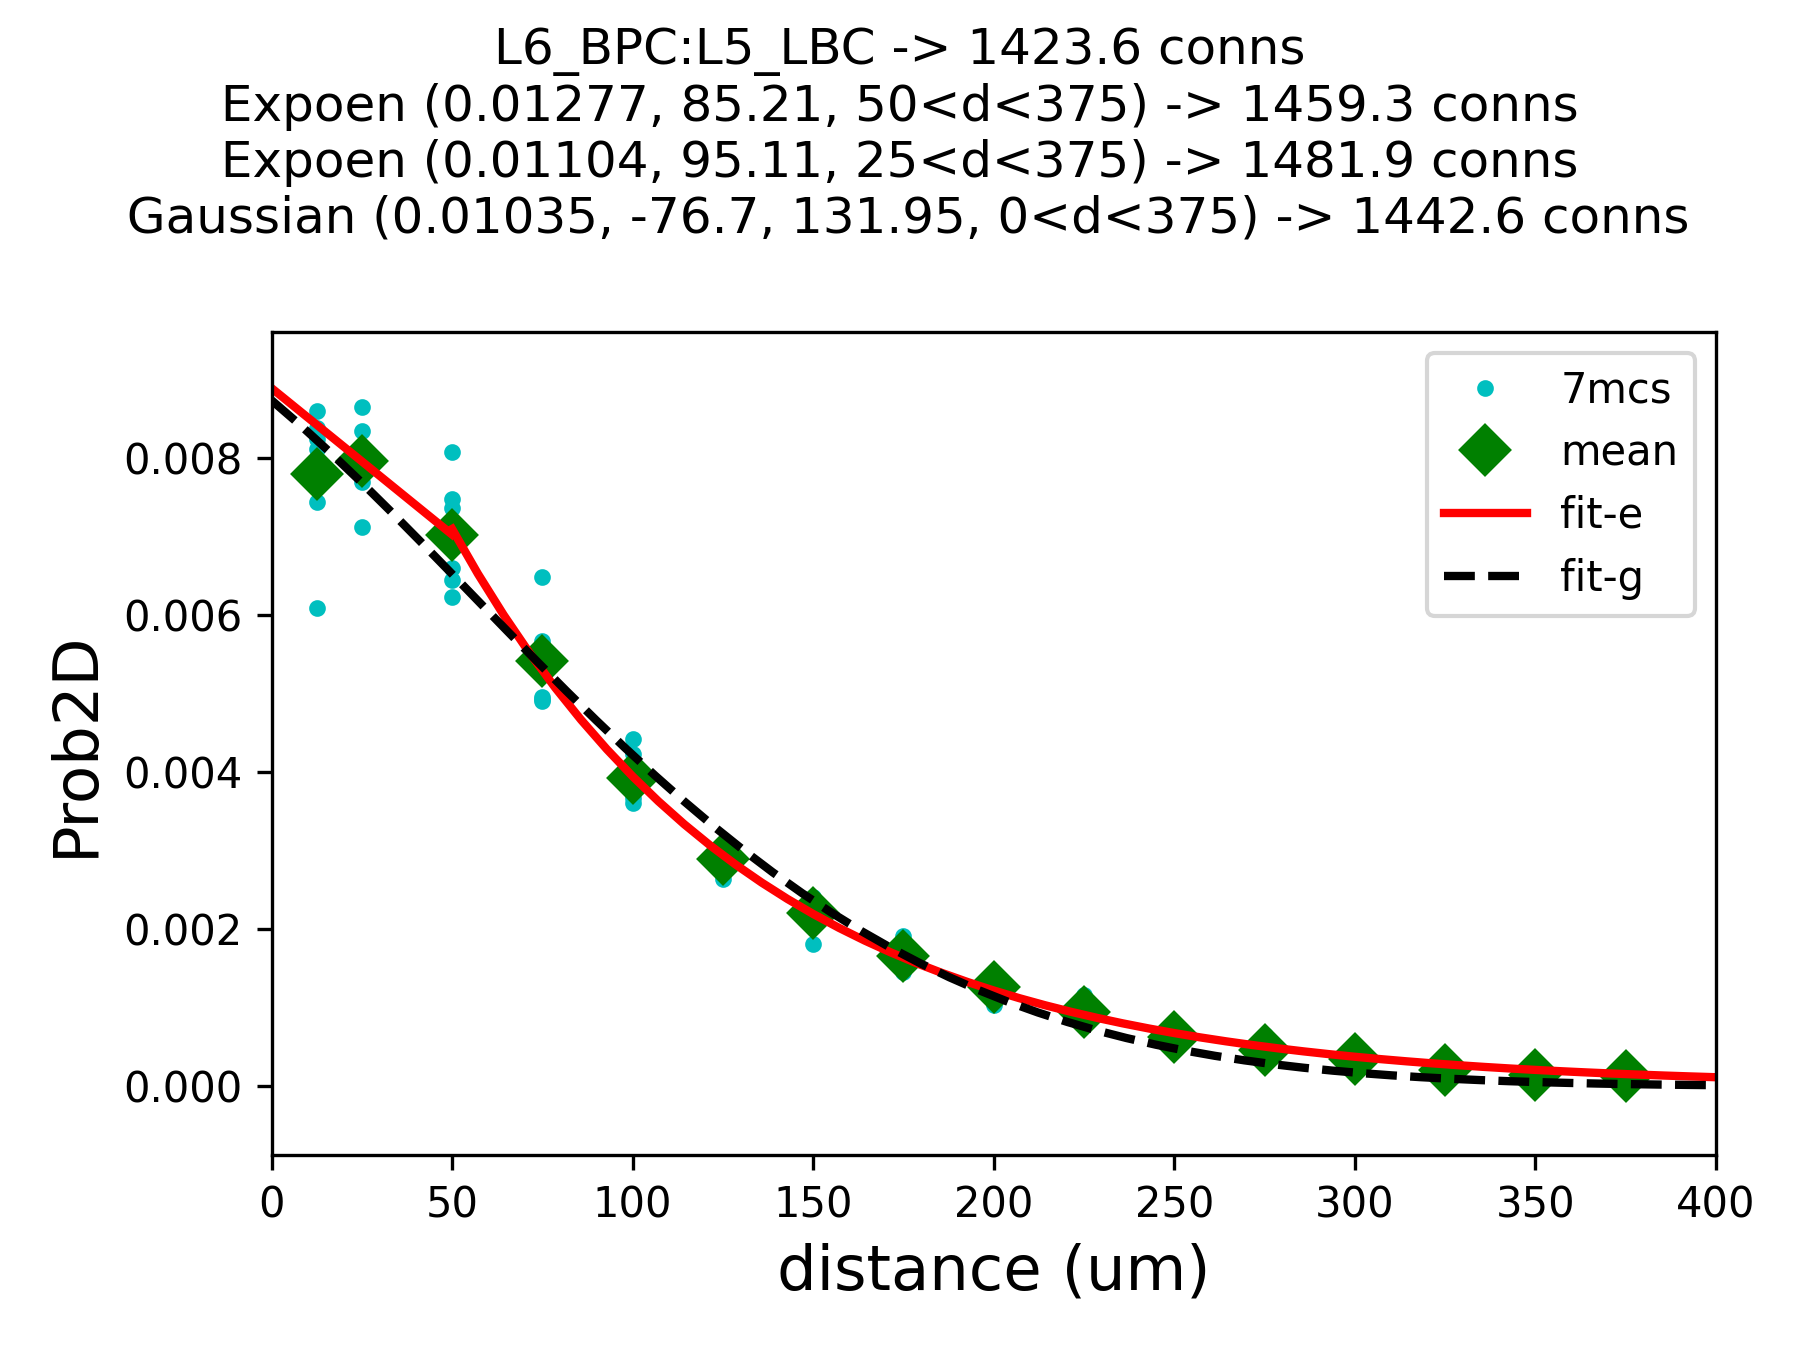 L6_BPC:L5_LBC -> 1423.6 conns
Expoen (0.01277, 85.21, 50<d<375) -> 1459.3 conns
Expoen (0.01104, 95.11, 25<d<375) -> 1481.9 conns
Gaussian (0.01035, -76.7, 131.95, 0<d<375) -> 1442.6 conns
7mcs
mean
fit-e
fit-g
Prob2D
0.008
0.006
0.004
0.002
0.000
0 50 100 150 200 250 300 350 400
distance (um)